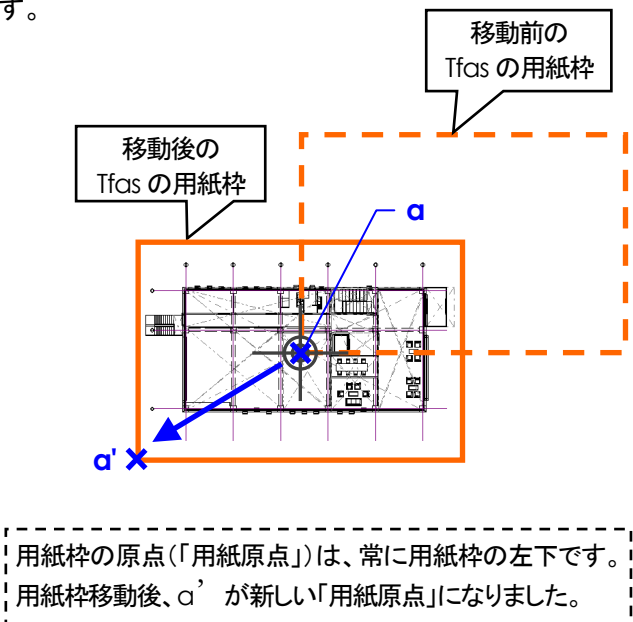 す。
移動前の
Tfas の用紙枠
移動後の
Tfas の用紙枠
a
a'
用紙枠の原点(「用紙原点」)は、常に用紙枠の左下です。
用紙枠移動後、a’が新しい「用紙原点」になりました。